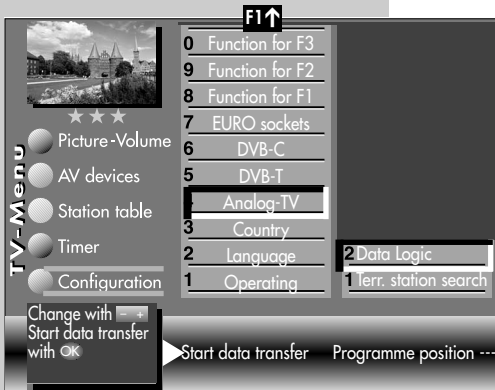 F1↑
TV-Menu
Picture-Volume
AV devices
Station table
Timer
Configuration
0 Function for F3
9 Function for F2
8 Function for F1
7 EURO sockets
6 DVB-C
5 DVB-T
Analog-TV
3 Country
2 Language
1 Operating
2 Data Logic
1 Terr. station search
Change with - +
Start data transfer
with OK
Start data transfer Programme position ---